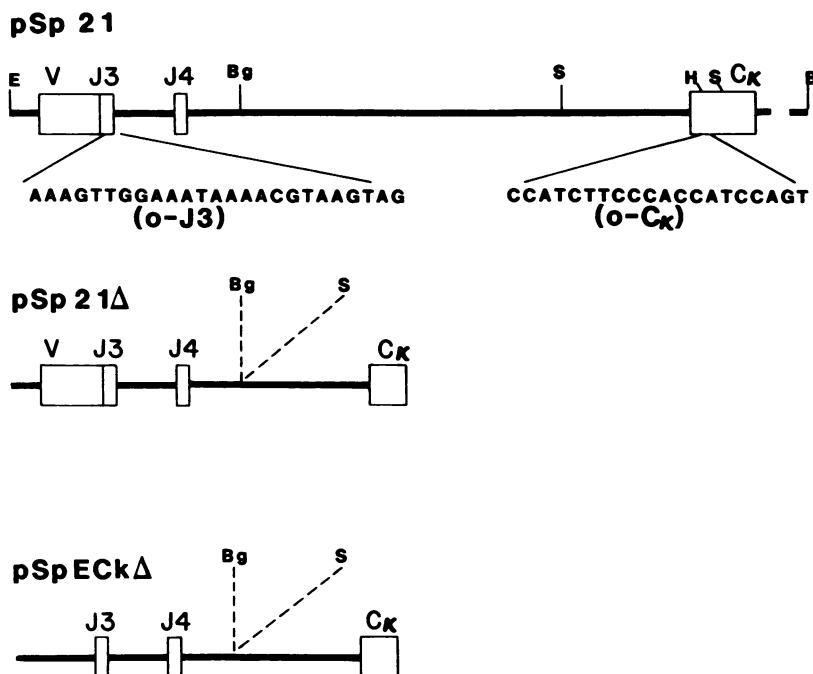 pSp 21
E V J3 J4 Bg S H S Cκ B
AAAGTTGGAAATAAAACGTAAGTAG CCATCTTCCCACCATCCAGT
(o-J3) (o-Cκ)
pSp 21Δ
Bg S
V J3 J4 Cκ
pSpECkΔ
Bg S
J3 J4 Cκ